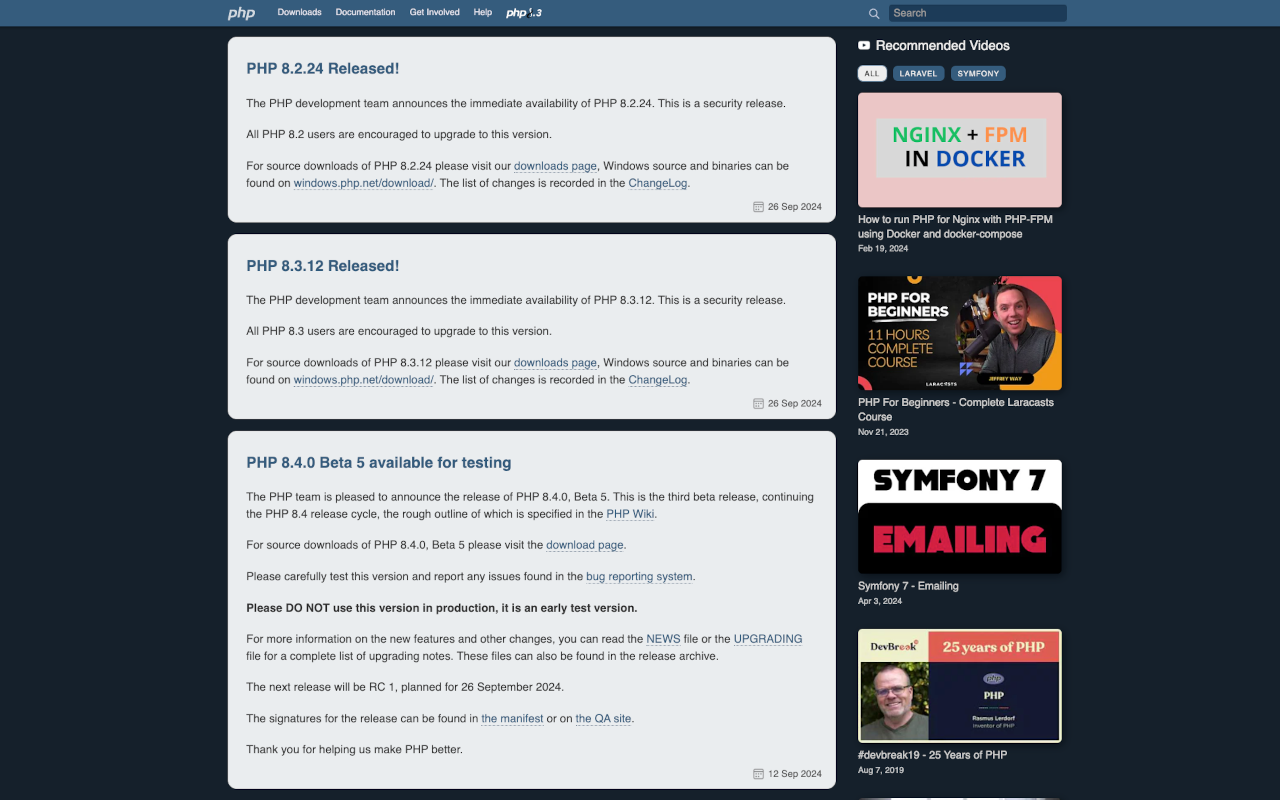 php
Downloads
Documentation
Get Involved
Help
php8.3
Search
PHP 8.2.24 Released!
The PHP development team announces the immediate availability of PHP 8.2.24. This is a security release.
All PHP 8.2 users are encouraged to upgrade to this version.
For source downloads of PHP 8.2.24 please visit our downloads page, Windows source and binaries can be
found on windows.php.net/download/. The list of changes is recorded in the ChangeLog.
26 Sep 2024
PHP 8.3.12 Released!
The PHP development team announces the immediate availability of PHP 8.3.12. This is a security release.
All PHP 8.3 users are encouraged to upgrade to this version.
For source downloads of PHP 8.3.12 please visit our downloads page, Windows source and binaries can be
found on windows.php.net/download/. The list of changes is recorded in the ChangeLog.
26 Sep 2024
PHP 8.4.0 Beta 5 available for testing
The PHP team is pleased to announce the release of PHP 8.4.0, Beta 5. This is the third beta release, continuing
the PHP 8.4 release cycle, the rough outline of which is specified in the PHP Wiki.
For source downloads of PHP 8.4.0, Beta 5 please visit the download page.
Please carefully test this version and report any issues found in the bug reporting system.
Please DO NOT use this version in production, it is an early test version.
For more information on the new features and other changes, you can read the NEWS file or the UPGRADING
file for a complete list of upgrading notes. These files can also be found in the release archive.
The next release will be RC 1, planned for 26 September 2024.
The signatures for the release can be found in the manifest or on the QA site.
Thank you for helping us make PHP better.
12 Sep 2024
Recommended Videos
ALL
LARAVEL
SYMFONY
NGINX + FPM
IN DOCKER
How to run PHP for Nginx with PHP-FPM
using Docker and docker-compose
Feb 19, 2024
PHP FOR
BEGINNERS
11 HOURS
COMPLETE
COURSE
LARACASTS
JEFFREY WAY
PHP For Beginners - Complete Laracasts
Course
Nov 21, 2023
SYMFONY 7
EMAILING
Symfony 7 - Emailing
Apr 3, 2024
DevBreak
25 years of PHP
PHP
Rasmus Lerdorf
Inventor of PHP
#devbreak19 - 25 Years of PHP
Aug 7, 2019